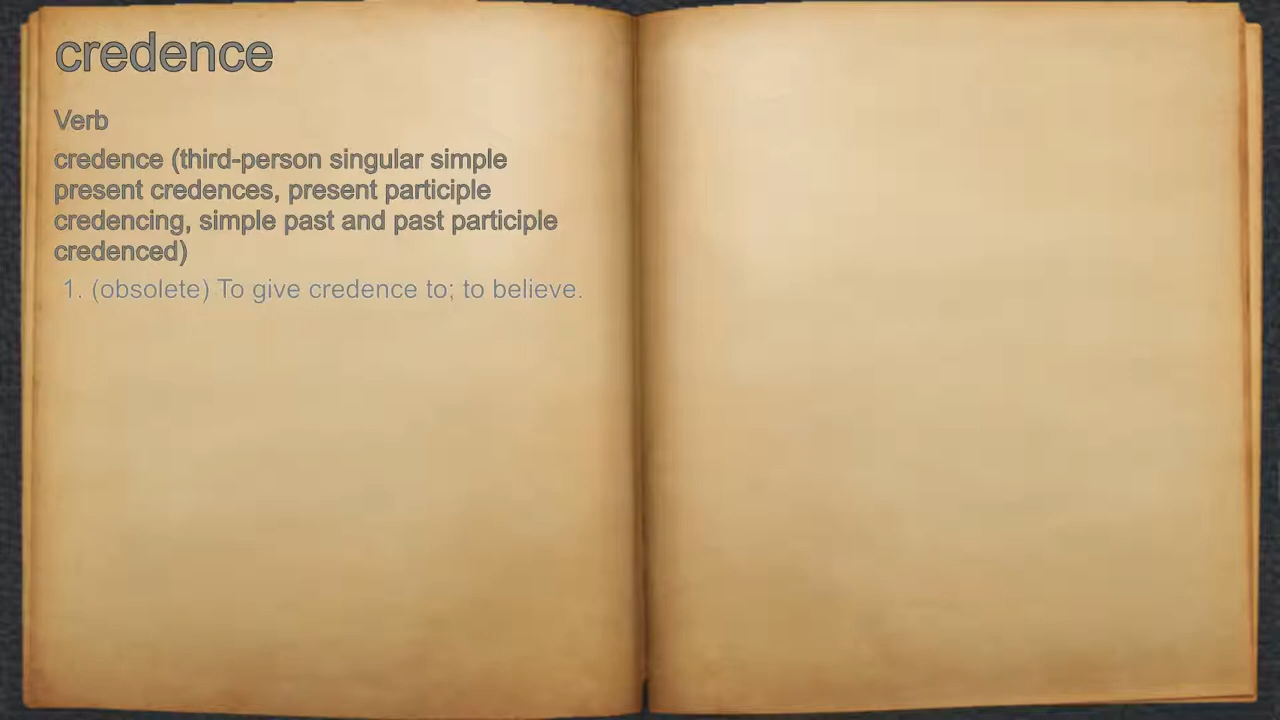 credence
Verb
credence (third-person singular simple
present credences, present participle
credencing, simple past and past participle
credenced)
1. (obsolete) To give credence to; to believe.